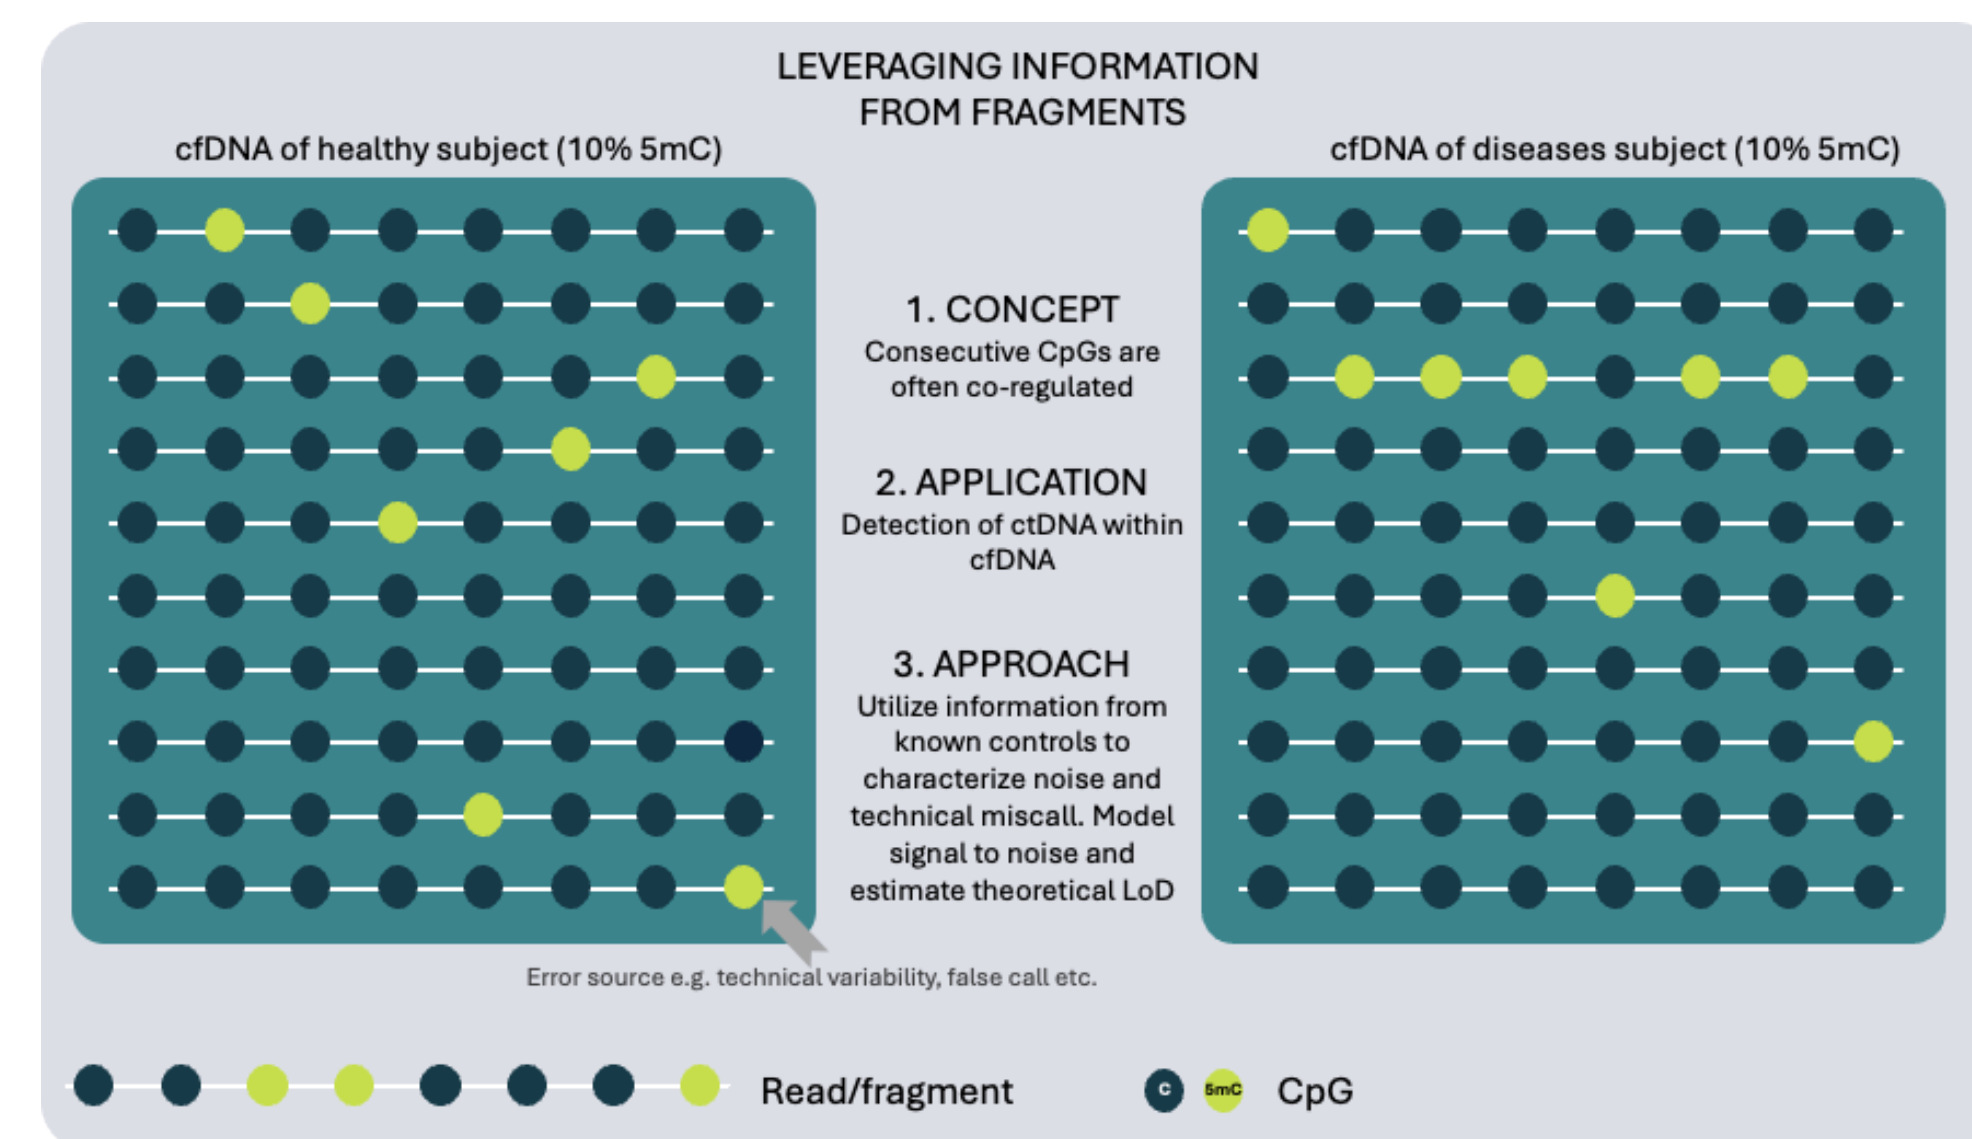 LEVERAGING INFORMATION
FROM FRAGMENTS
cfDNA of healthy subject (10% 5mC)
cfDNA of diseases subject (10% 5mC)
1. CONCEPT
Consecutive CpGs are
often co-regulated
2. APPLICATION
Detection of ctDNA within
cfDNA
3. APPROACH
Utilize information from
known controls to
characterize noise and
technical miscall. Model
signal to noise and
estimate theoretical LoD
Error source e.g. technical variability, false call etc.
Read/fragment
C
5mC
CpG